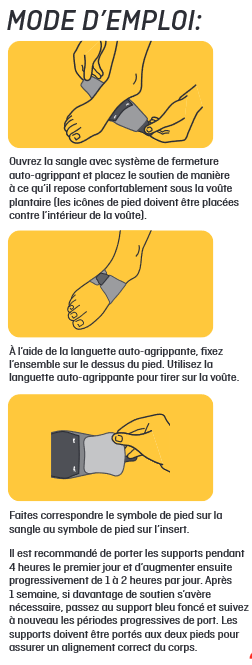 MODE D'EMPLOI:
Ouvrez la sangle avec système de fermeture
auto-agrippant et placez le soutien de manière
à ce qu'il repose confortablement sous la voûte
plantaire (les icônes de pied doivent être placées
contre l'intérieur de la voûte).
À l'aide de la languette auto-agrippante, fixez
l'ensemble sur le dessus du pied. Utilisez la
languette auto-agrippante pour tirer sur la voûte.
Faites correspondre le symbole de pied sur la
sangle au symbole de pied sur l'insert.
Il est recommandé de porter les supports pendant
4 heures le premier jour et d'augmenter ensuite
progressivement de 1 à 2 heures par jour. Après
1 semaine, si davantage de soutien s'avère
nécessaire, passez au support bleu foncé et suivez
à nouveau les périodes progressives de port. Les
supports doivent être portés aux deux pieds pour
assurer un alignement correct du corps.